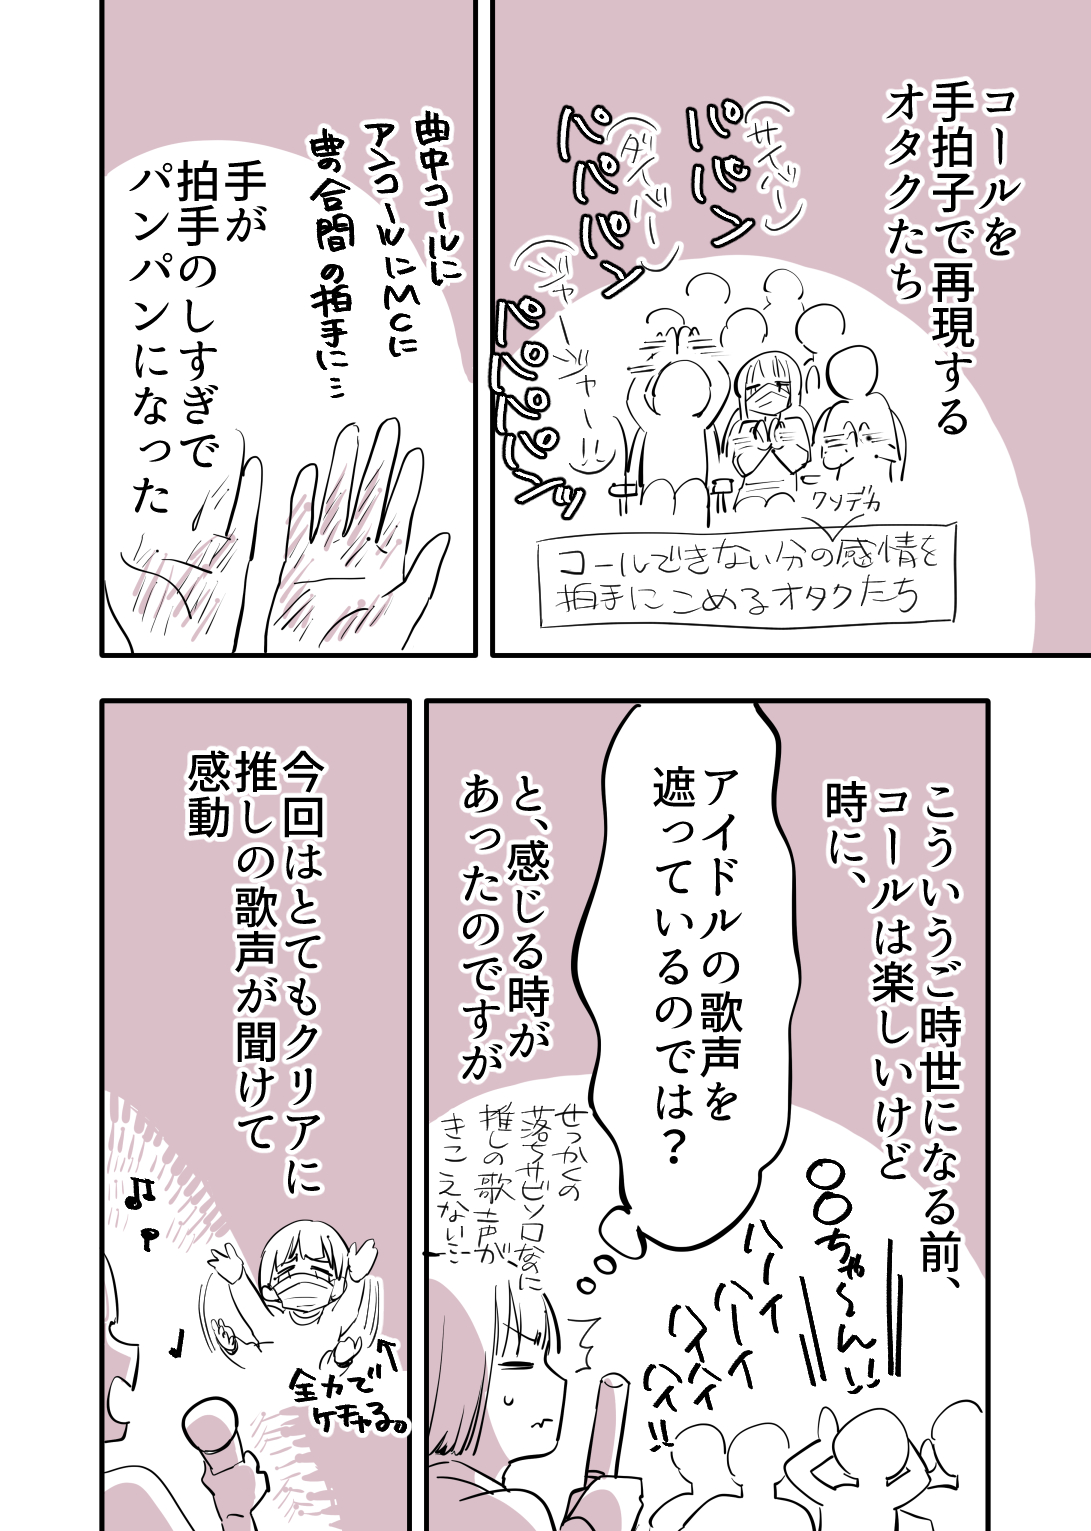 コールを
手拍子で再現する
オタクたち
(サイバー)
パパパン
(ダイバー)
パパパパン
(ジャージャー!!)
パンパンパンパンッ
クソデカ
コールできない分の感情を
拍手にこめるオタクたち
曲中コールに
アンコールにMCに
曲の合間の拍手に…
手が
拍手のしすぎで
パンパンになった
こういうご時世になる前、
コールは楽しいけど
時に、
アイドルの歌声を
遮っているのでは?
と、感じる時が
あったのですが
○○ちゃ〜ん!!
ハーイ
ハーイ
ハイハイ!!
せっかくの
落ちサビソロなのに
推しの歌声が、
きこえない…
今回はとてもクリアに
推しの歌声が聞けて
感動
全力で
ケチャる。